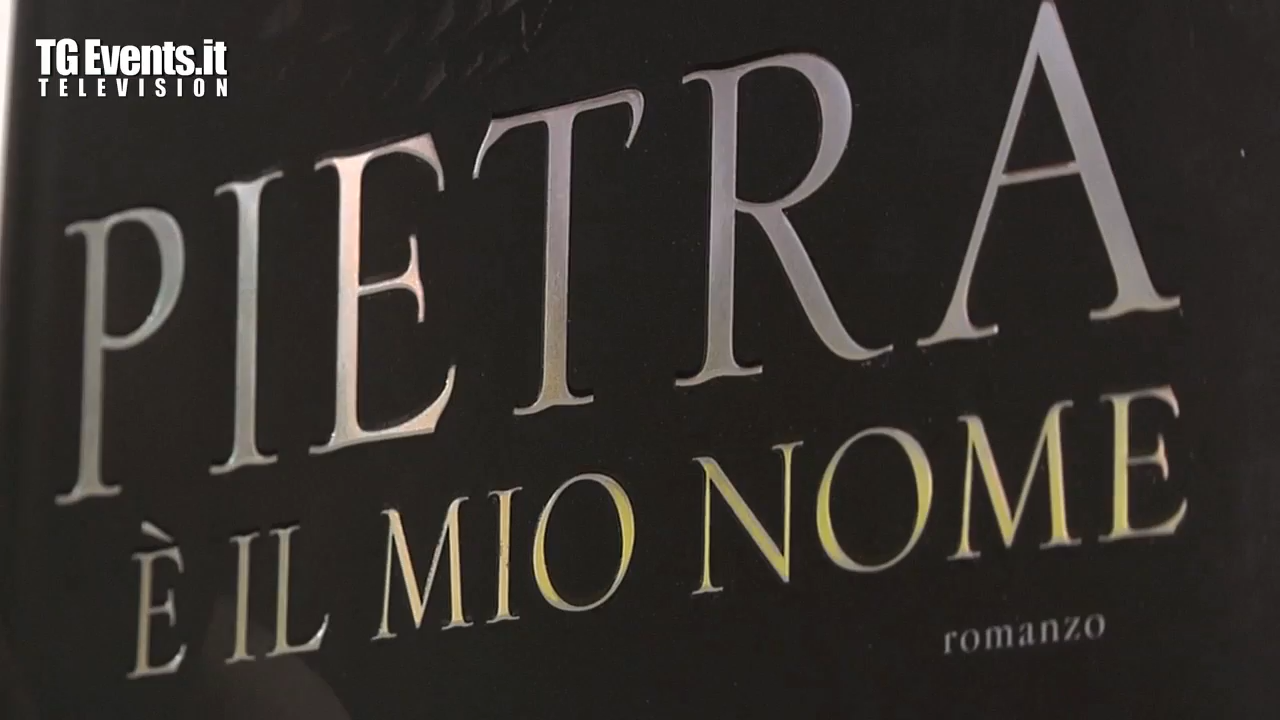 TG Events.it
TELEVISION
PIETRA
È IL MIO NOME
romanzo